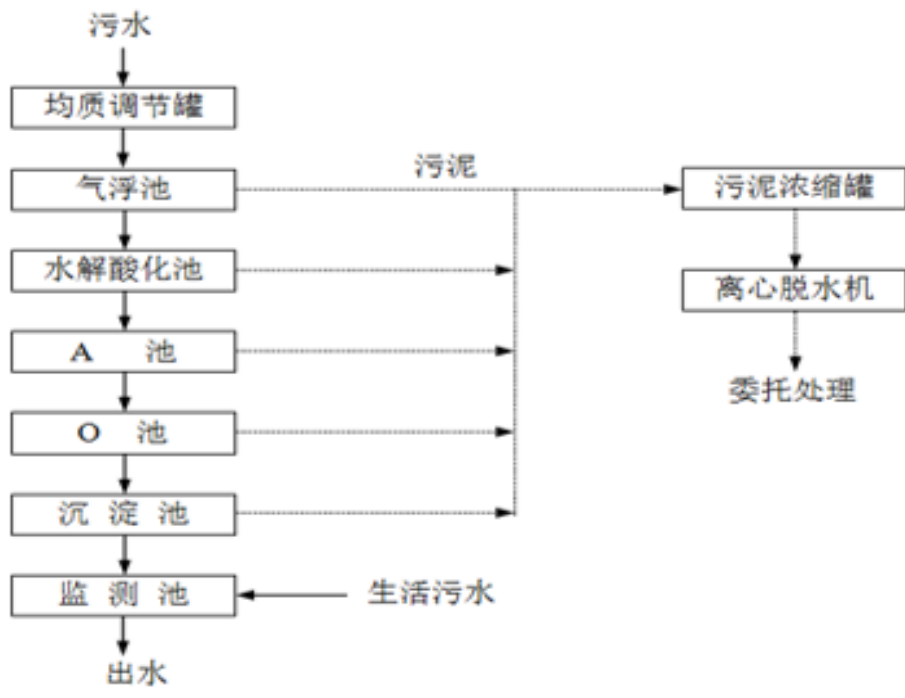 污水
均质调节罐
气浮池
污泥
污泥浓缩罐
水解酸化池
离心脱水机
A 池
委托处理
O 池
沉淀池
监测池
生活污水
出水